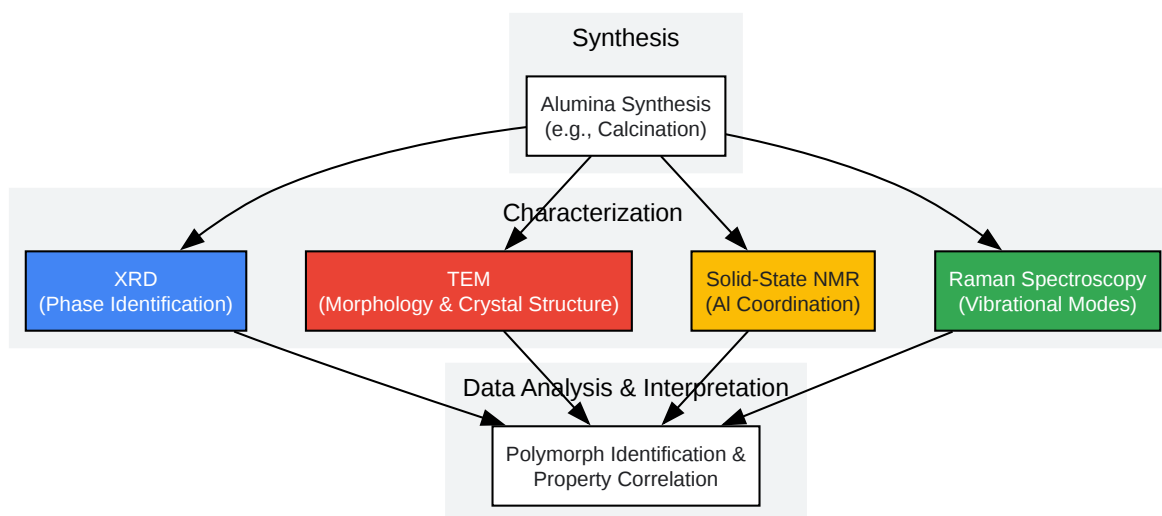 Synthesis
Alumina Synthesis
(e.g., Calcination)
Characterization
XRD
(Phase Identification)
TEM
(Morphology & Crystal Structure)
Solid-State NMR
(Al Coordination)
Raman Spectroscopy
(Vibrational Modes)
Data Analysis & Interpretation
Polymorph Identification &
Property Correlation